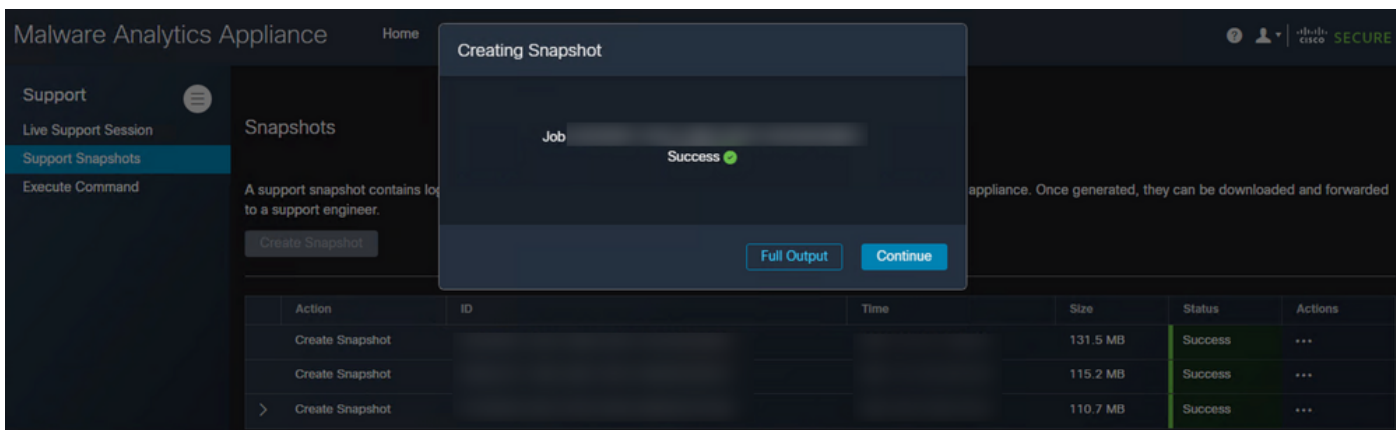 Malware Analytics Appliance
Home
cisco SECURE
Creating Snapshot
Support
Live Support Session
Support Snapshots
Execute Command
Snapshots
Job
Success
A support snapshot contains log
appliance. Once generated, they can be downloaded and forwarded
to a support engineer.
Create Snapshot
Full Output
Continue
Action ID Time Size Status Actions
Create Snapshot 131.5 MB Success ...
Create Snapshot 115.2 MB Success ...
Create Snapshot 110.7 MB Success ...